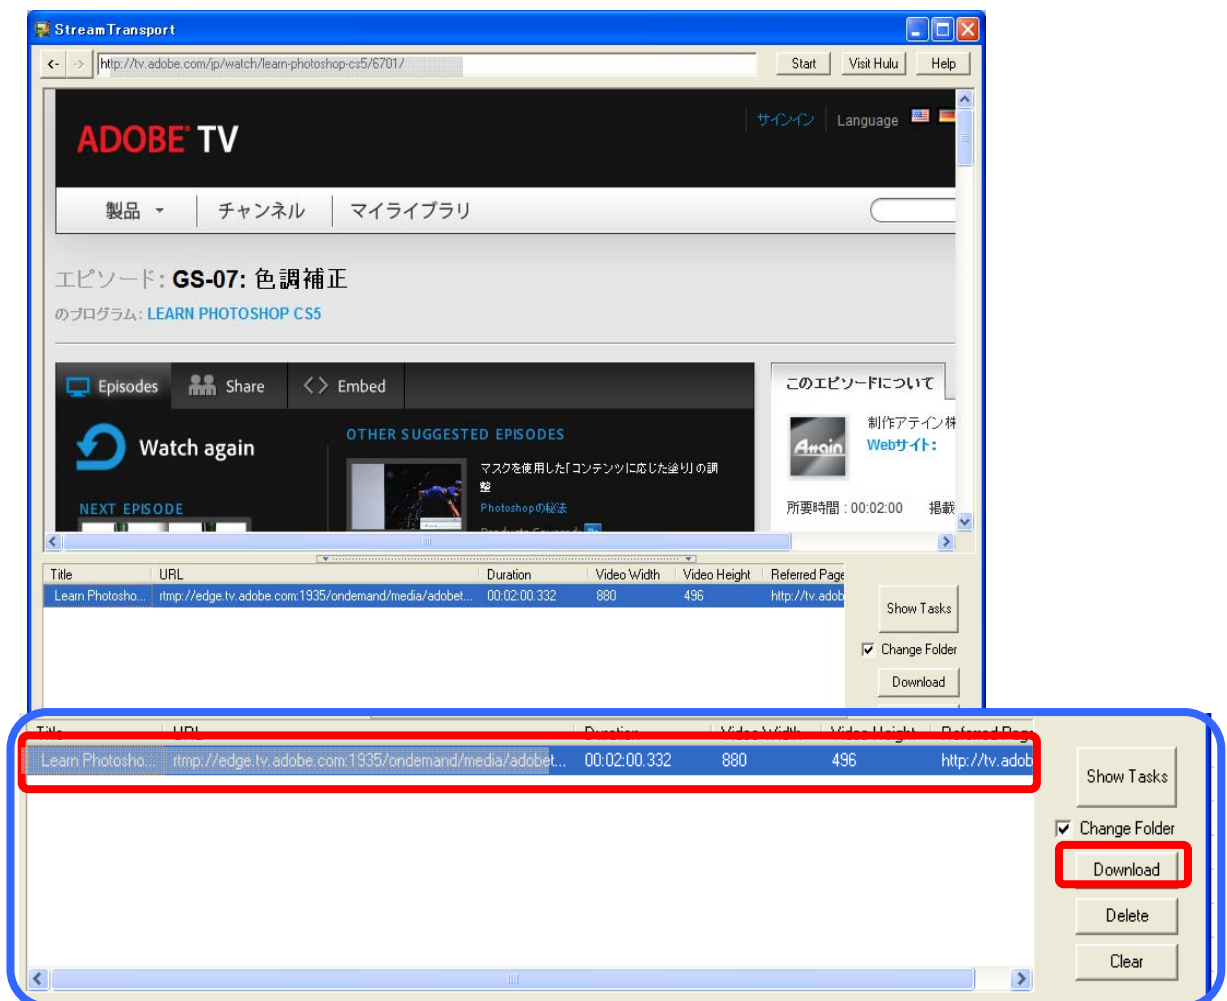 StreamTransport
<- -> http://tv.adobe.com/jp/watch/learn-photoshop-cs5/6701/ Start Visit Hulu Help
サインイン Language
ADOBE TV
製品 チャンネル マイライブラリ
エピソード: GS-07: 色調補正
のプログラム: LEARN PHOTOSHOP CS5
Episodes Share <> Embed
このエピソードについて
Watch again
OTHER SUGGESTED EPISODES
マスクを使用した「コンテンツに応じた塗り」の調
整
Photoshopの秘法
NEXT EPISODE
Attain
制作アテイン株
Webサイト:
所要時間 : 00:02:00 掲載
Title URL Duration Video Width Video Height Referred Page
Learn Photosho... rtmp://edge.tv.adobe.com:1935/ondemand/media/adobet... 00:02:00.332 880 496 http://tv.adob
Show Tasks
Change Folder
Download
Title URL Duration Video Width Video Height Referred Page
Learn Photosho... rtmp://edge.tv.adobe.com:1935/ondemand/media/adobet... 00:02:00.332 880 496 http://tv.adob
Show Tasks
Change Folder
Download
Delete
Clear